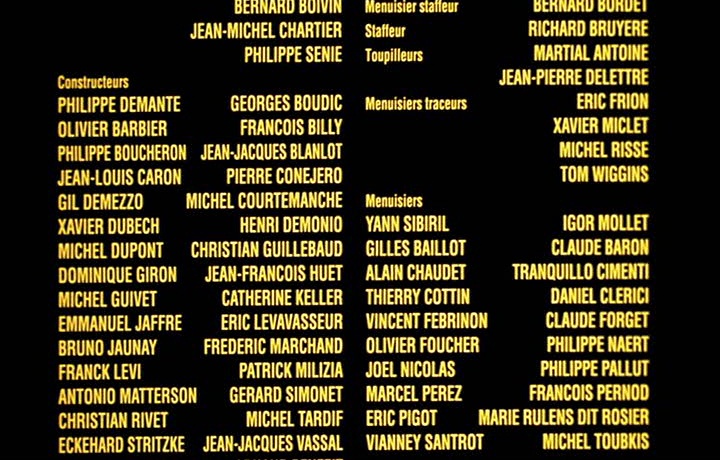 BERNARD BOIVIN
JEAN-MICHEL CHARTIER
PHILIPPE SENIE
Constructeurs
PHILIPPE DEMANTE GEORGES BOUDIC
OLIVIER BARBIER FRANCOIS BILLY
PHILIPPE BOUCHERON JEAN-JACQUES BLANLOT
JEAN-LOUIS CARON PIERRE CONEJERO
GIL DEMEZZO MICHEL COURTEMANCHE
XAVIER DUBECH HENRI DEMONIO
MICHEL DUPONT CHRISTIAN GUILLEBAUD
DOMINIQUE GIRON JEAN-FRANCOIS HUET
MICHEL GUIVET CATHERINE KELLER
EMMANUEL JAFFRE ERIC LEVAVASSEUR
BRUNO JAUNAY FREDERIC MARCHAND
FRANCK LEVI PATRICK MILIZIA
ANTONIO MATTERSON GERARD SIMONET
CHRISTIAN RIVET MICHEL TARDIF
ECKEHARD STRITZKE JEAN-JACQUES VASSAL
Menuisier staffeur BERNARD BORDET
Staffeur RICHARD BRUYERE
Toupilleurs MARTIAL ANTOINE
JEAN-PIERRE DELETTRE
Menuisiers traceurs ERIC FRION
XAVIER MICLET
MICHEL RISSE
TOM WIGGINS
Menuisiers
YANN SIBIRIL IGOR MOLLET
GILLES BAILLOT CLAUDE BARON
ALAIN CHAUDET TRANQUILLO CIMENTI
THIERRY COTTIN DANIEL CLERICI
VINCENT FEBRINON CLAUDE FORGET
OLIVIER FOUCHER PHILIPPE NAERT
JOEL NICOLAS PHILIPPE PALLUT
MARCEL PEREZ FRANCOIS PERNOD
ERIC PIGOT MARIE RULENS DIT ROSIER
VIANNEY SANTROT MICHEL TOUBKIS